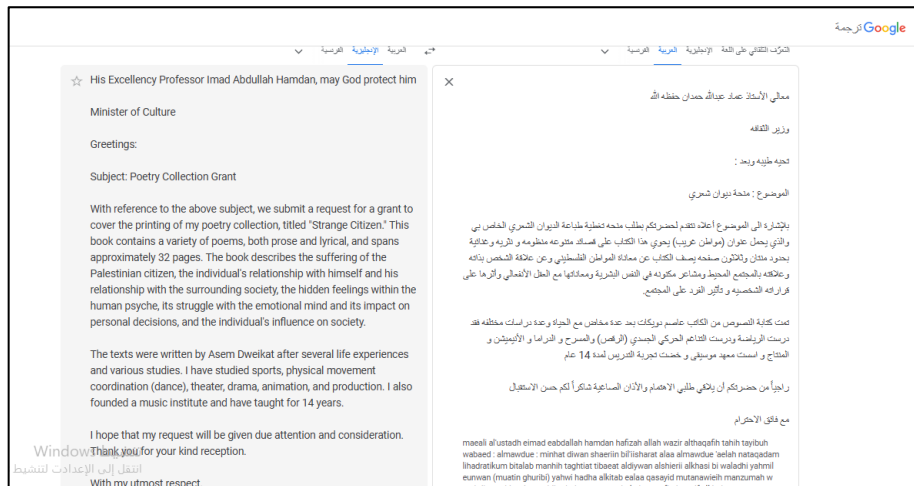 Google ترجمة
التعرّف التلقائي على اللغة الإنجليزية العربية الفرنسية
العربية الإنجليزية الفرنسية
معالي الأستاذ عماد عبدالله حمدان حفظه الله
وزير الثقافه
تحيه طيبه وبعد :
الموضوع : منحة ديوان شعري
بالإشارة الى الموضوع أعلاه نتقدم لحضرتكم بطلب منحه تغطية طباعة الديوان الشعري الخاص بي
والذي يحمل عنوان (مواطن غريب) يحوي هذا الكتاب على قصائد متنوعه منظومه و نثريه وغنائية
بحدود مئتان وثلاثون صفحه يصف الكتاب عن معاناة المواطن الفلسطيني وعن علاقة الشخص بذاته
وعلاقته بالمجتمع المحيط ومشاعر مكنونه في النفس البشرية ومعاناتها مع العقل الأنفعالي وأثرها على
قراراته الشخصيه و تأثير الفرد على المجتمع.
تمت كتابة النصوص من الكاتب عاصم دويكات بعد عدة مخاض مع الحياة وعدة دراسات مختلفه فقد
درست الرياضة ودرست التناغم الحركي الجسدي (الرقص) والمسرح و الدراما و الأنيميشن و
المنتاج و اسست معهد موسيقى و خضت تجربة التدريس لمدة 14 عام
راجياً من حضرتكم أن يلاقي طلبي الاهتمام والأذان الصاغية شاكراً لكم حسن الاستقبال
مع فائق الاحترام
maeali al'ustadh eimad eabdallah hamdan hafizah allah wazir althaqafih tahih tayibuh
wabaed : almawdue : minhat diwan shaeriin bil'iisharat alaa almawdue 'aelah nataqadam
lihadratikum bitalab manhih taghtiat tibaeat aldiywan alshierii alkhasi bi waladhi yahmil
eunwan (muatin ghuribi) yahwi hadha alkitab ealaa qasayid mutanawieih manzumah w
His Excellency Professor Imad Abdullah Hamdan, may God protect him
Minister of Culture
Greetings:
Subject: Poetry Collection Grant
With reference to the above subject, we submit a request for a grant to
cover the printing of my poetry collection, titled "Strange Citizen." This
book contains a variety of poems, both prose and lyrical, and spans
approximately 32 pages. The book describes the suffering of the
Palestinian citizen, the individual's relationship with himself and his
relationship with the surrounding society, the hidden feelings within the
human psyche, its struggle with the emotional mind and its impact on
personal decisions, and the individual's influence on society.
The texts were written by Asem Dweikat after several life experiences
and various studies. I have studied sports, physical movement
coordination (dance), theater, drama, animation, and production. I also
founded a music institute and have taught for 14 years.
I hope that my request will be given due attention and consideration.
Thank you for your kind reception.
With my utmost respect
تنشيط Windows
انتقل إلى الإعدادات لتنشيط